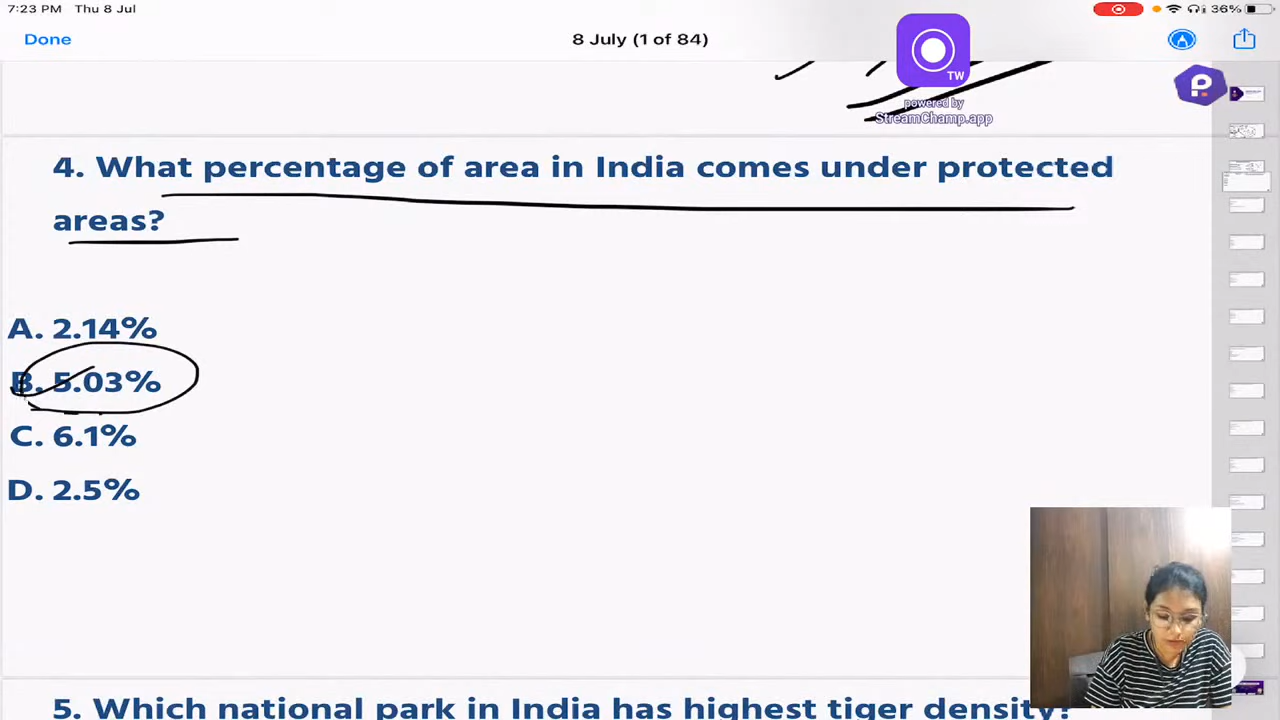 7:23 PM Thu 8 Jul
36%
Done
8 July (1 of 84)
TW
powered by
StreamChamp.app
4. What percentage of area in India comes under protected
areas?
A. 2.14%
B. 5.03%
C. 6.1%
D. 2.5%
5. Which national park in India has highest tiger density?